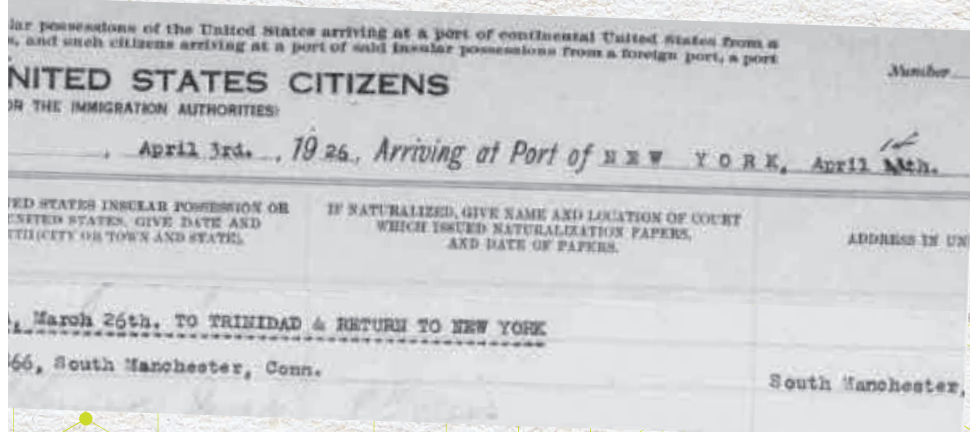 lar possessions of the United States arriving at a port of continental United States from a
s, and such citizens arriving at a port of said insular possessions from a foreign port, a port
Number
NITED STATES CITIZENS
OR THE IMMIGRATION AUTHORITIES)
, April 3rd. , 19 26, Arriving at Port of NEW YORK, April
ED STATES INSULAR POSSESSION OR
UNITED STATES, GIVE DATE AND
(CITY OR TOWN AND STATE).
IF NATURALIZED, GIVE NAME AND LOCATION OF COURT
WHICH ISSUED NATURALIZATION PAPERS,
AND DATE OF PAPERS.
ADDRESS IN UN
, March 26th. TO TRINIDAD & RETURN TO NEW YORK
66, South Manchester, Conn.
South Manchester,